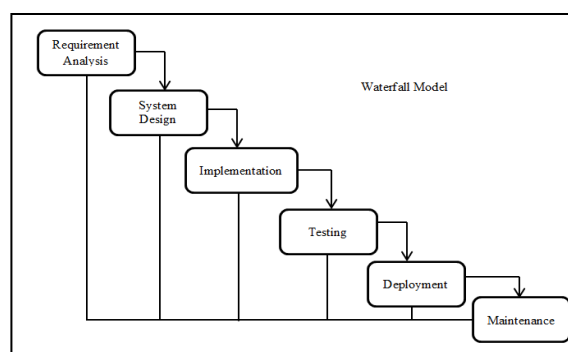 Requirement
Analysis
Waterfall Model
System
Design
Implementation
Testing
Deployment
Maintenance